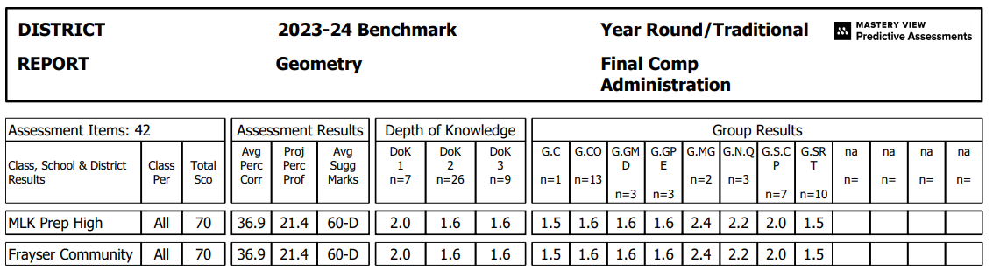 DISTRICT 2023-24 Benchmark Year Round/Traditional MASTERY VIEW
Predictive Assessments
REPORT Geometry Final Comp
Administration
Assessment Items: 42 Assessment Results Depth of Knowledge Group Results
Class, School & District Results Class Per Total Sco Avg Perc Corr Proj Perc Prof Avg Sugg Marks DoK 1 n=7 DoK 2 n=26 DoK 3 n=9 G.C n=1 G.CO n=13 G.GM D n=3 G.GP E n=3 G.MG n=2 G.N.Q n=3 G.S.C P n=7 G.SR T n=10 na n= na n= na n= na n=
MLK Prep High All 70 36.9 21.4 60-D 2.0 1.6 1.6 1.5 1.6 1.6 1.6 2.4 2.2 2.0 1.5
Frayser Community All 70 36.9 21.4 60-D 2.0 1.6 1.6 1.5 1.6 1.6 1.6 2.4 2.2 2.0 1.5